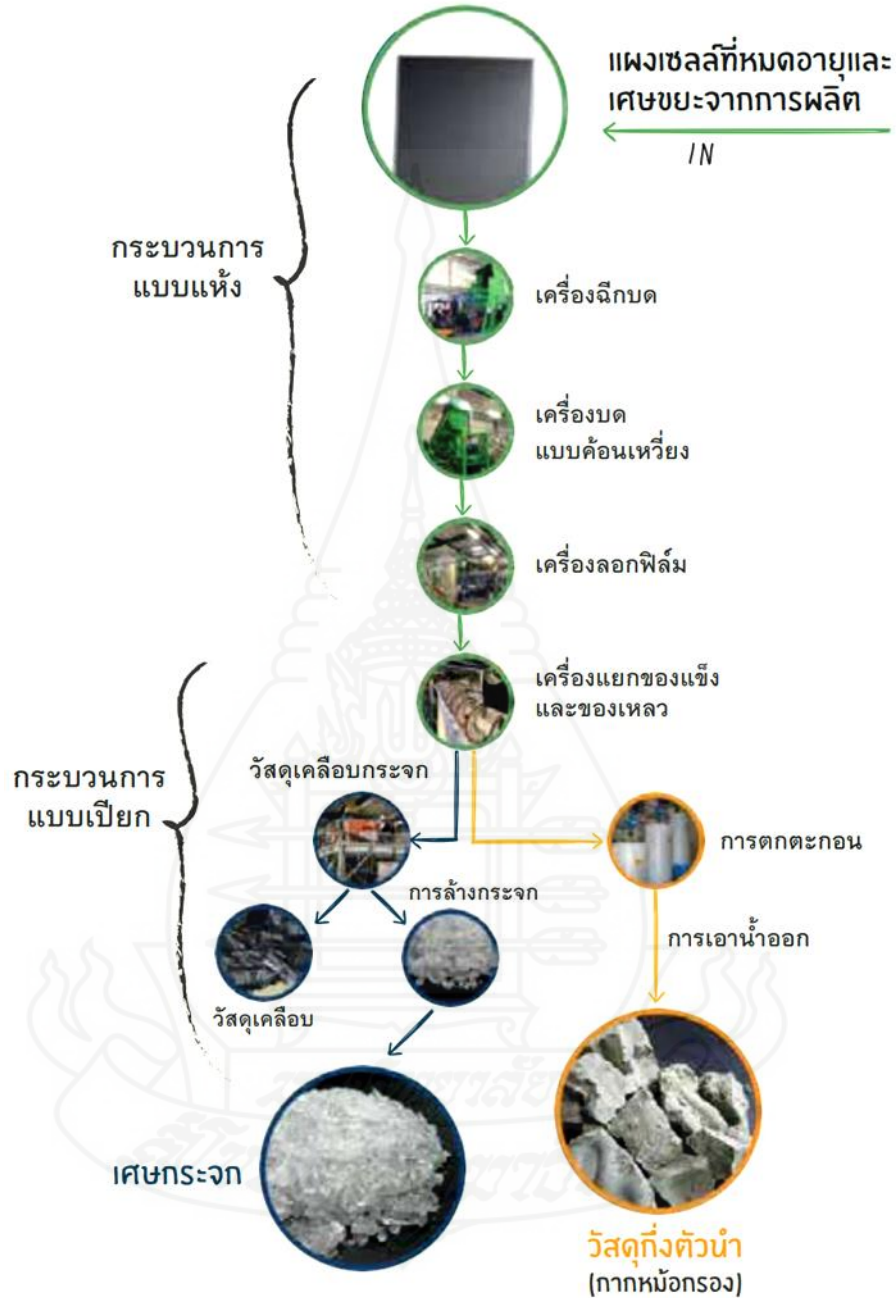 แผงเซลล์ที่หมดอายุและ
เศษขยะจากการผลิต
IN
กระบวนการ
แบบแห้ง
เครื่องฉีกบด
เครื่องบด
แบบค้อนเหวี่ยง
เครื่องลอกฟิล์ม
เครื่องแยกของแข็ง
และของเหลว
กระบวนการ
แบบเปียก
วัสดุเคลือบกระจก
การตกตะกอน
การล้างกระจก
การเอาน้ำออก
วัสดุเคลือบ
เศษกระจก
วัสดุกึ่งตัวนำ
(กากหม้อกรอง)